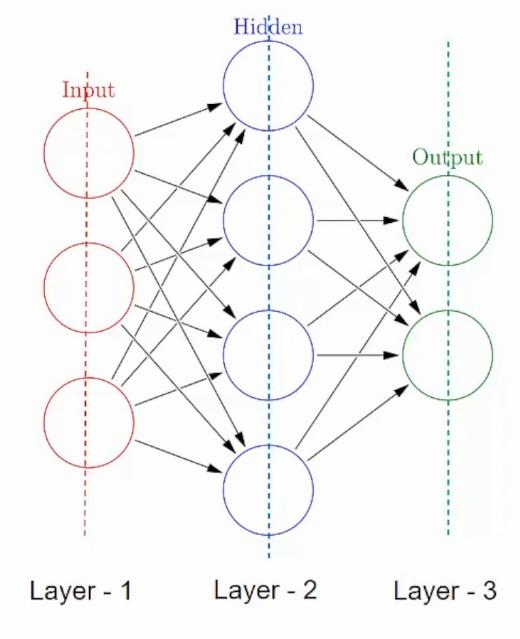 Hidden
Input
Output
Layer - 1
Layer - 2
Layer - 3